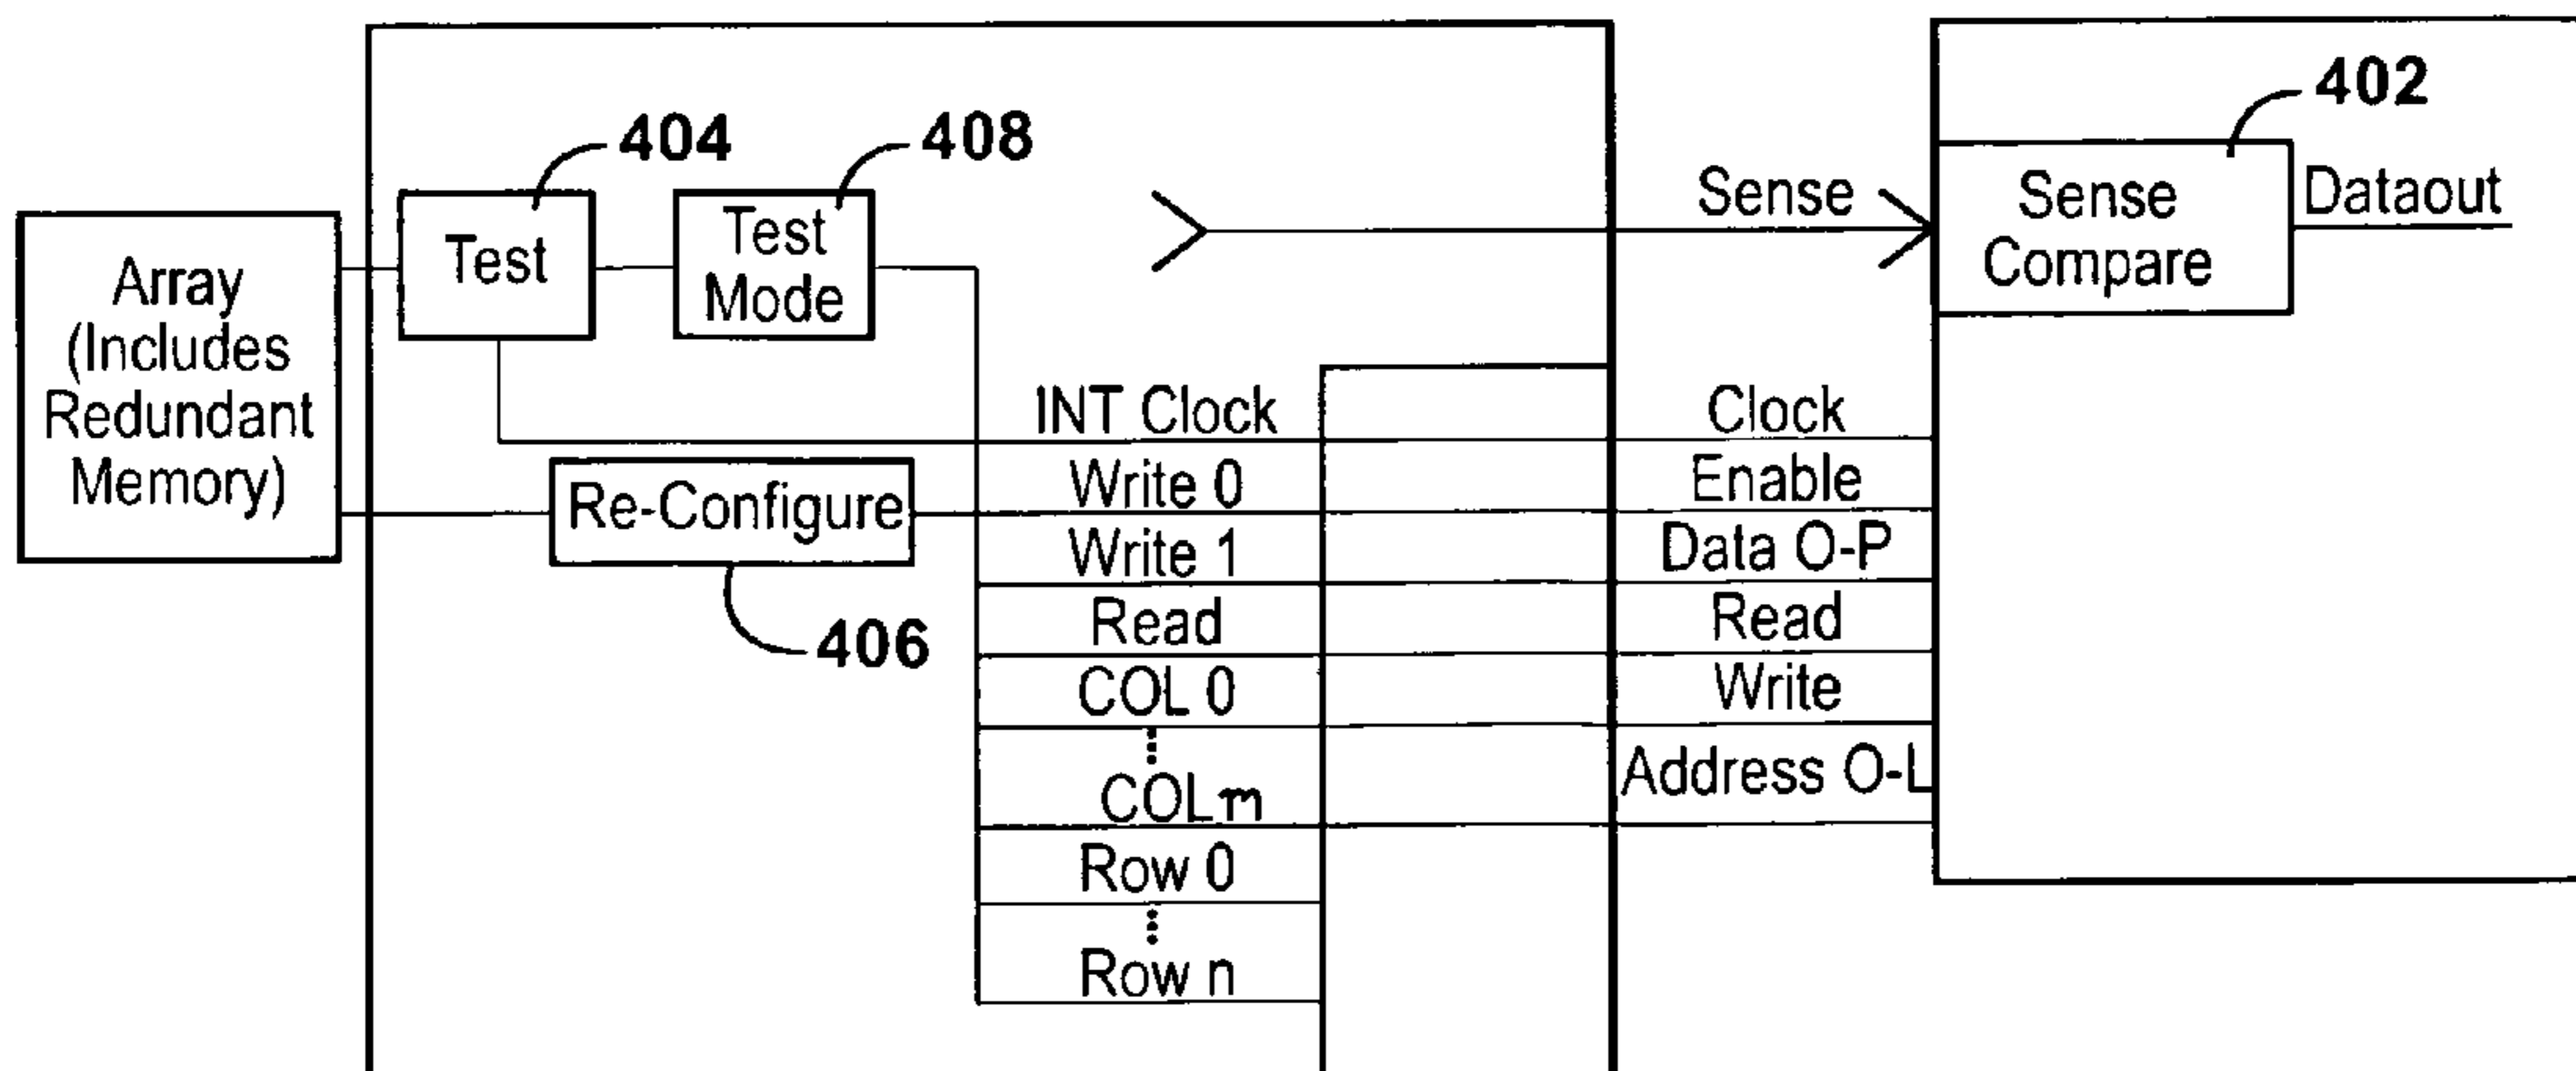 402
404
408
Sense
Sense
Compare
Dataout
Test
Test
Mode
Array
(Includes
Redundant
Memory)
INT Clock
Clock
Write 0
Enable
Re-Configure
Write 1
Data O-P
406
Read
Read
COL 0
Write
COL m
Address O-L
Row 0
Row n